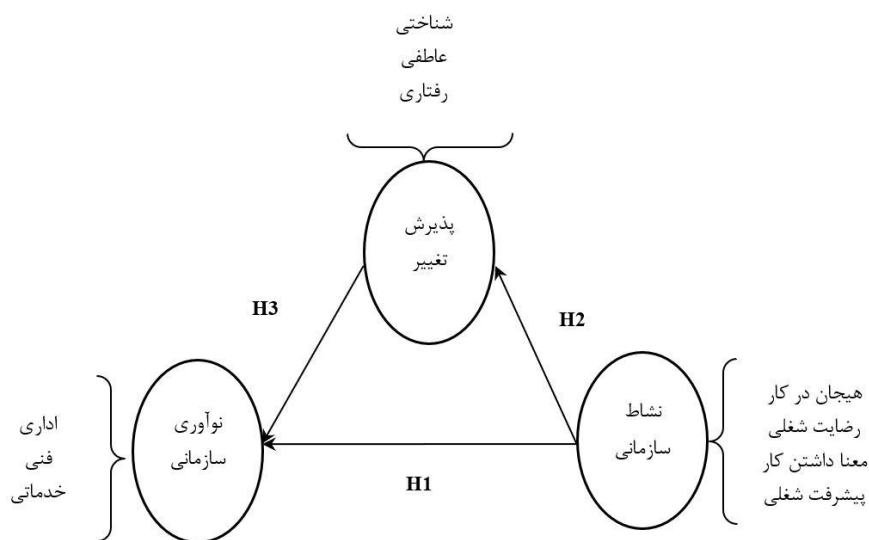 شناختی
عاطفی
رفتاری
پذیرش
تغییر
H3
H2
هیجان در کار
رضایت شغلی
معنا داشتن کار
پیشرفت شغلی
نشاط
سازمانی
نوآوری
سازمانی
اداری
فنی
خدماتی
H1